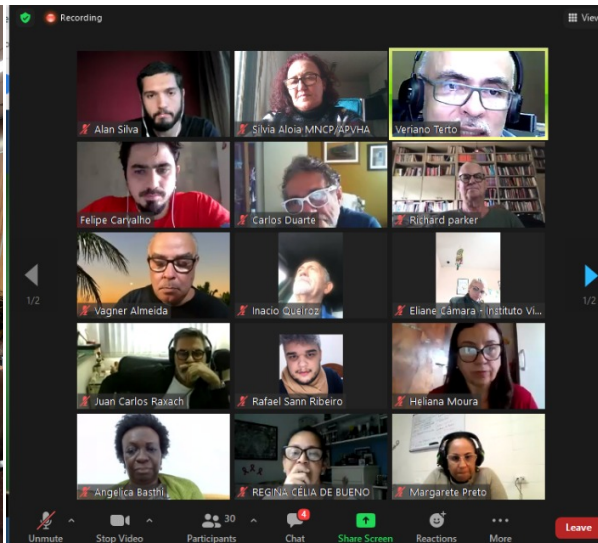 Recording
View
Alan Silva
Silvia Aloia MNCP/APVHA
Veriano Terto
Felipe Carvalho
Carlos Duarte
Richard parker
1/2
1/2
Vagner Almeida
Inacio Queiroz
Eliane Câmara - Instituto Vi...
Juan Carlos Raxach
Rafael Sann Ribeiro
Heliana Moura
Angelica Basthi
REGINA CÉLIA DE BUENO
Margarete Preto
30
4
Unmute
Stop Video
Participants
Chat
Share Screen
Reactions
More
Leave